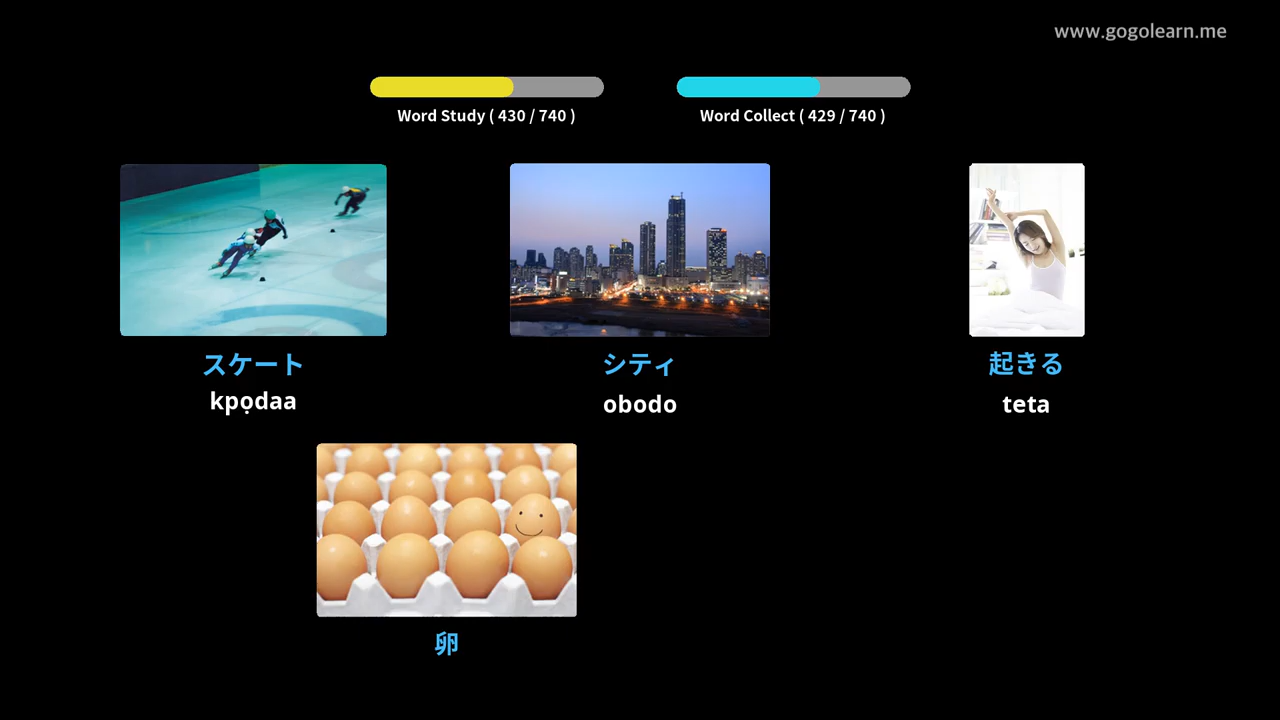 www.gogolearn.me
Word Study ( 430 / 740 )
Word Collect ( 429 / 740 )
スケート
kpọdaa
シティ
obodo
起きる
teta
卵